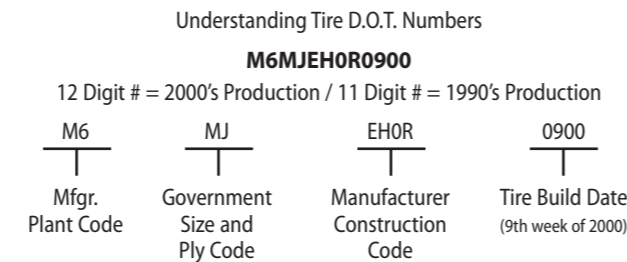 Understanding Tire D.O.T. Numbers
M6MJEH0R0900
12 Digit # = 2000's Production / 11 Digit # = 1990's Production
M6 MJ EH0R 0900
Mfgr. Government Manufacturer Tire Build Date
Plant Code Size and Construction (9th week of 2000)
Ply Code Code